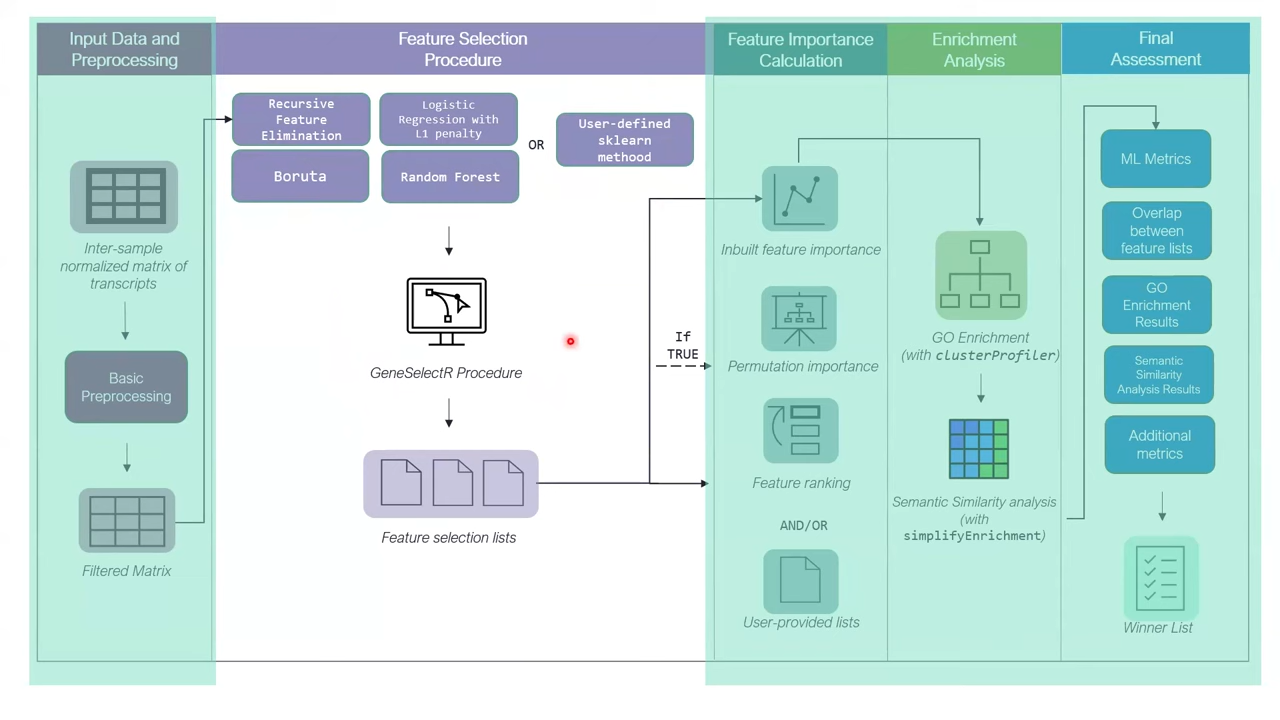 Input Data and
Preprocessing
Feature Selection
Procedure
Feature Importance
Calculation
Enrichment
Analysis
Final
Assessment
Inter-sample
normalized matrix of
transcripts
Basic
Preprocessing
Filtered Matrix
Recursive
Feature
Elimination
Logistic
Regression with
L1 penalty
Boruta
Random Forest
OR
User-defined
sklearn
methood
GeneSelectR Procedure
Feature selection lists
If
TRUE
Inbuilt feature importance
Permutation importance
Feature ranking
AND/OR
User-provided lists
GO Enrichment
(with clusterProfiler)
Semantic Similarity analysis
(with
simplifyEnrichment)
ML Metrics
Overlap
between
feature lists
GO
Enrichment
Results
Semantic
Similarity
Analysis Results
Additional
metrics
Winner List